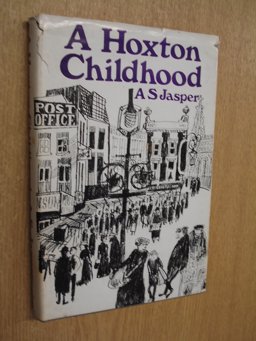 A Hoxton
Childhood
A S Jasper
POST
OFFICE